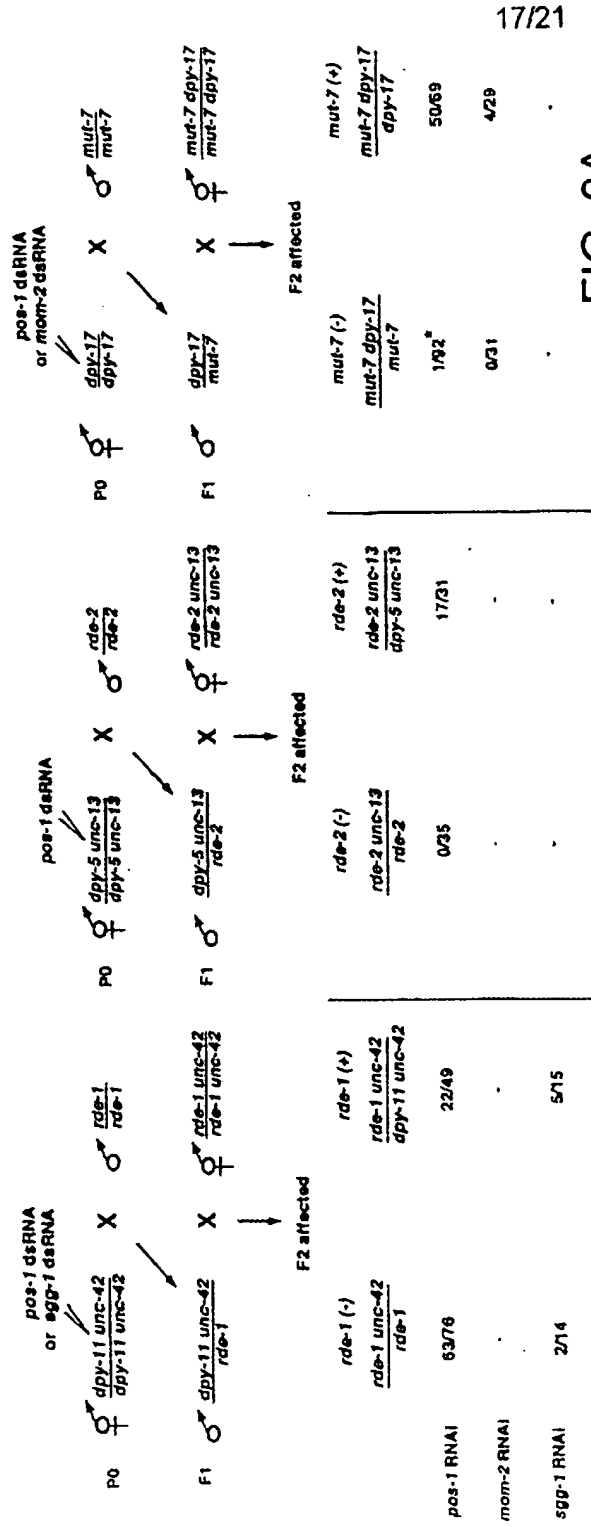 17/21
pos-1 dsRNA
or sgg-1 dsRNA
P0 dpy-11 unc-42 X rde-1
dpy-11 unc-42 rde-1
F1 dpy-11 unc-42 X rde-1 unc-42
rde-1 rde-1 unc-42
F2 affected
rde-1 (-) rde-1 (+)
rde-1 unc-42 rde-1 unc-42
rde-1 dpy-11 unc-42
pos-1 RNAi 63/76 22/49
mom-2 RNAi . .
sgg-1 RNAi 2/14 5/15
pos-1 dsRNA
P0 dpy-5 unc-13 X rde-2
dpy-5 unc-13 rde-2
F1 dpy-5 unc-13 X rde-2 unc-13
rde-2 rde-2 unc-13
F2 affected
rde-2 (-) rde-2 (+)
rde-2 unc-13 rde-2 unc-13
rde-2 dpy-5 unc-13
0/35 17/31
. .
. .
pos-1 dsRNA
or mom-2 dsRNA
P0 dpy-17 X mut-7
dpy-17 mut-7
F1 dpy-17 X mut-7 dpy-17
mut-7 mut-7 dpy-17
F2 affected
mut-7 (-) mut-7 (+)
mut-7 dpy-17 mut-7 dpy-17
mut-7 dpy-17
1/92* 50/69
0/31 4/29
. .